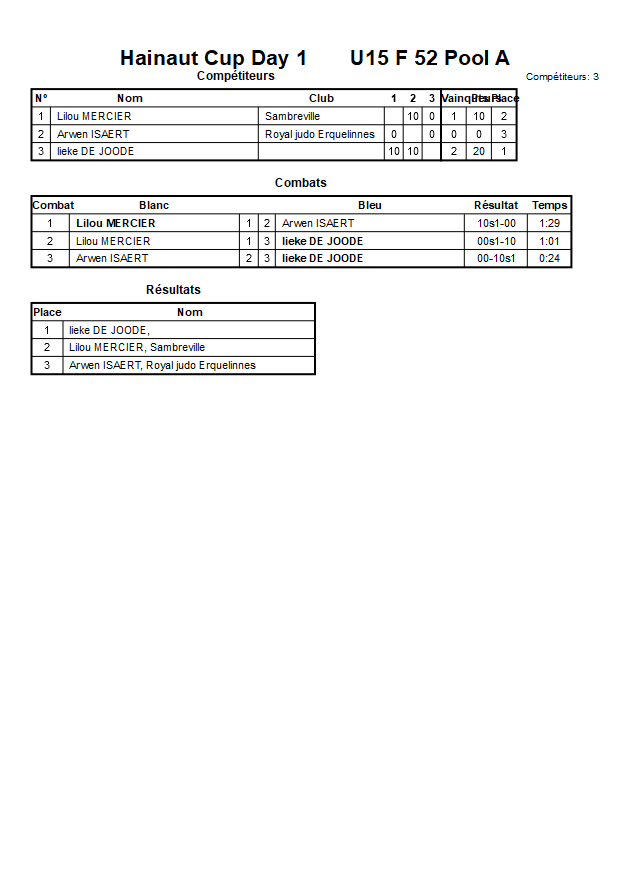 Hainaut Cup Day 1 U15 F 52 Pool A
Compétiteurs Compétiteurs: 3
Nº Nom Club 1 2 3 Vainqueurs Place
1 Lilou MERCIER Sambreville 10 0 1 10 2
2 Arwen ISAERT Royal judo Erquelinnes 0 0 0 0 3
3 lieke DE JOODE 10 10 2 20 1
Combats
Combat Blanc Bleu Résultat Temps
1 Lilou MERCIER 1 2 Arwen ISAERT 10s1-00 1:29
2 Lilou MERCIER 1 3 lieke DE JOODE 00s1-10 1:01
3 Arwen ISAERT 2 3 lieke DE JOODE 00-10s1 0:24
Résultats
Place Nom
1 lieke DE JOODE,
2 Lilou MERCIER, Sambreville
3 Arwen ISAERT, Royal judo Erquelinnes